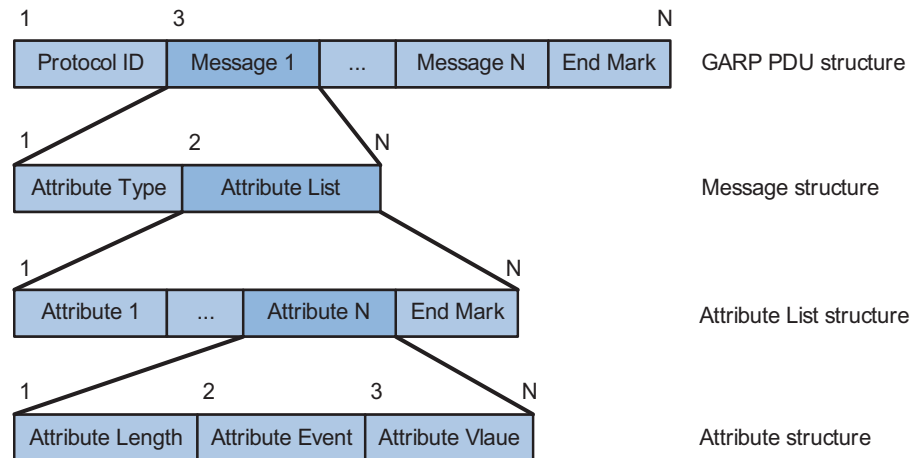 1 3 N
Protocol ID Message 1 ... Message N End Mark GARP PDU structure
1 2 N
Attribute Type Attribute List Message structure
1 N
Attribute 1 ... Attribute N End Mark Attribute List structure
1 2 3 N
Attribute Length Attribute Event Attribute Vlaue Attribute structure